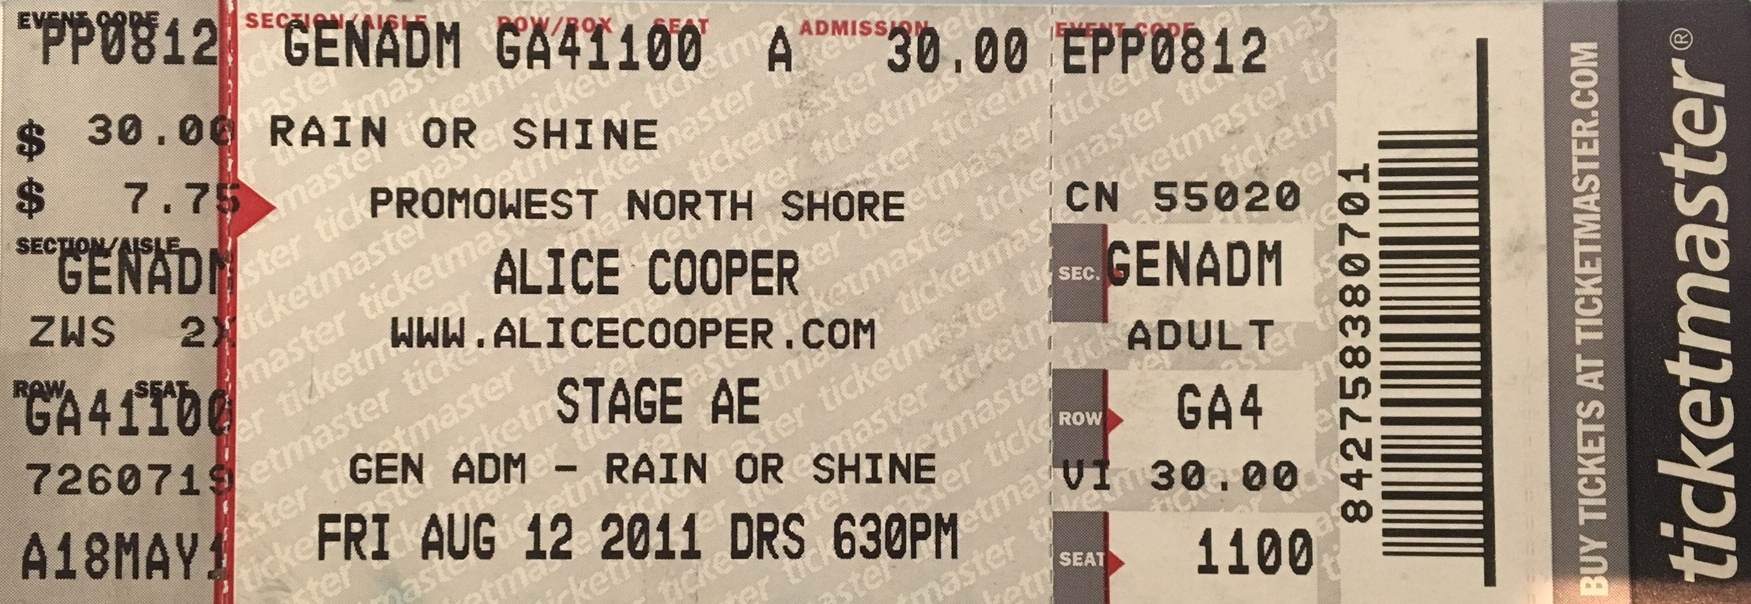 EVENT CODE
PP0812
$ 30.00
$ 7.75
SECTION/AISLE
GENADM
ZWS 2X
ROW SEAT
GA41100
7260719
A18MAY1
SECTION/AISLE ROW/BOX SEAT ADMISSION EVENT CODE
GENADM GA41100 A 30.00 EPP0812
RAIN OR SHINE
PROMOWEST NORTH SHORE
ALICE COOPER
WWW.ALICECOOPER.COM
STAGE AE
GEN ADM - RAIN OR SHINE
FRI AUG 12 2011 DRS 630PM
CN 55020
SEC. GENADM
ADULT
ROW GA4
VI 30.00
SEAT 1100
842758380701
BUY TICKETS AT TICKETMASTER.COM
ticketmaster®